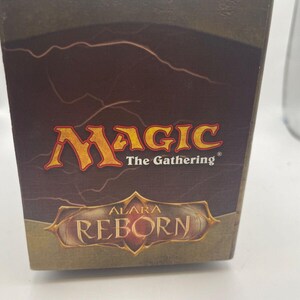 MAGIC
The Gathering®
ALARA
REBORN